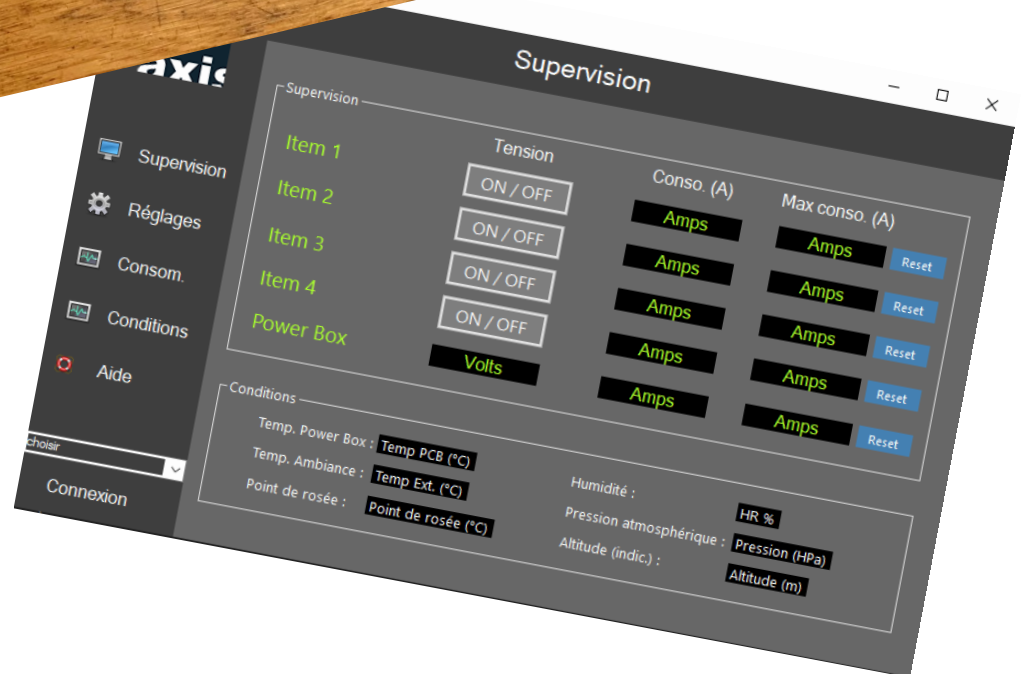 Supervision
axis
Supervision
Réglages
Consom.
Conditions
Aide
choisir
Connexion
Supervision
Tension Conso. (A) Max conso. (A)
Item 1 ON / OFF Amps Amps Reset
Item 2 ON / OFF Amps Amps Reset
Item 3 ON / OFF Amps Amps Reset
Item 4 ON / OFF Amps Amps Reset
Power Box Volts Amps Amps Reset
Conditions
Temp. Power Box : Temp PCB (°C)
Temp. Ambiance : Temp Ext. (°C)
Point de rosée : Point de rosée (°C)
Humidité : HR %
Pression atmosphérique : Pression (HPa)
Altitude (indic.) : Altitude (m)